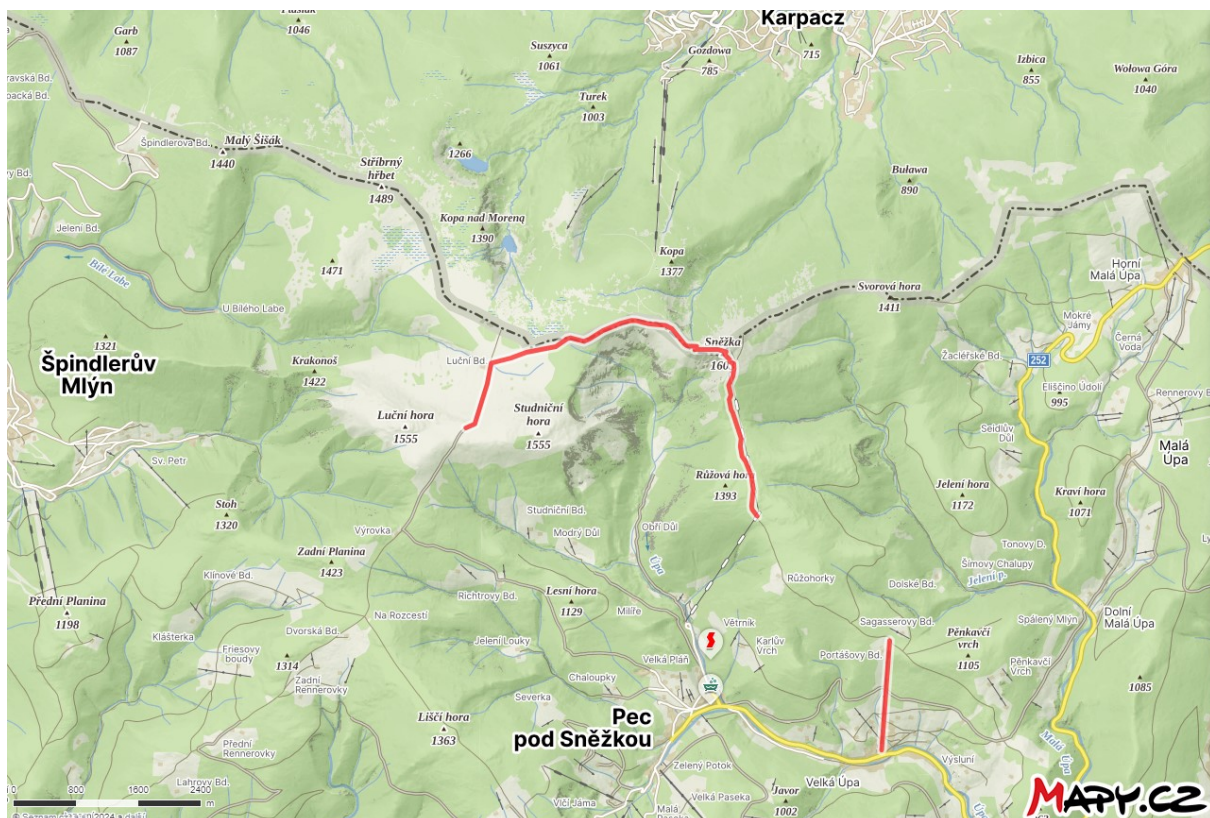 Karpacz
1046
Garb
1087
Suszyca
1061
Gozdowa
785
715
Izbica
855
Wołowa Góra
1040
Turek
1003
Špindlerova Bd.
Malý Šišák
1440
1266
Stříbrný
hřbet
1489
Buława
890
Jelení Bd.
Kopa nad Moreną
1390
Kopa
1377
1471
Bílé Labe
U Bílého Labe
Svorová hora
1411
Horní
Malá Úpa
Mokré
Jámy
Černá
Voda
1321
Špindlerův
Mlýn
Krakonoš
1422
Luční Bd.
Sněžka
Žacléřské Bd.
252
Eliščino Údolí
995
Rennerovy Bd.
Luční hora
1555
Studniční
hora
1555
Seidlův
Důl
Malá
Úpa
Sv. Petr
Růžová hora
1393
Jelení hora
1172
Kraví hora
1071
Stoh
1320
Studniční Bd.
Výrovka
Modrý Důl
Obří Důl
Tonovy D.
Zadní Planina
1423
Úpa
Šímovy Chalupy
Klínové Bd.
Růžohorky
Dolské Bd.
Jelení p.
Přední Planina
1198
Richtrovy Bd.
Lesní hora
1129
Milíře
Na Rozcestí
Větrník
Sagasserovy Bd.
Spálený Mlýn
Dolní
Malá Úpa
Klášterka
Dvorská Bd.
Jelení Louky
Karlův
Vrch
Pěnkavčí
vrch
1105
Friesovy
boudy
1314
Velká Pláň
Portášovy Bd.
Pěnkavčí
Vrch
Zadní
Rennerovky
Chaloupky
1085
Severka
Liščí hora
1363
Pec
pod Sněžkou
Přední
Rennerovky
Výsluní
Malá Úpa
Zelený Potok
Velká Úpa
Lahrovy Bd.
Vlčí Jáma
Velká Paseka
Javor
1002
Úpa
0 800 1600 2400
m
MAPY.CZ